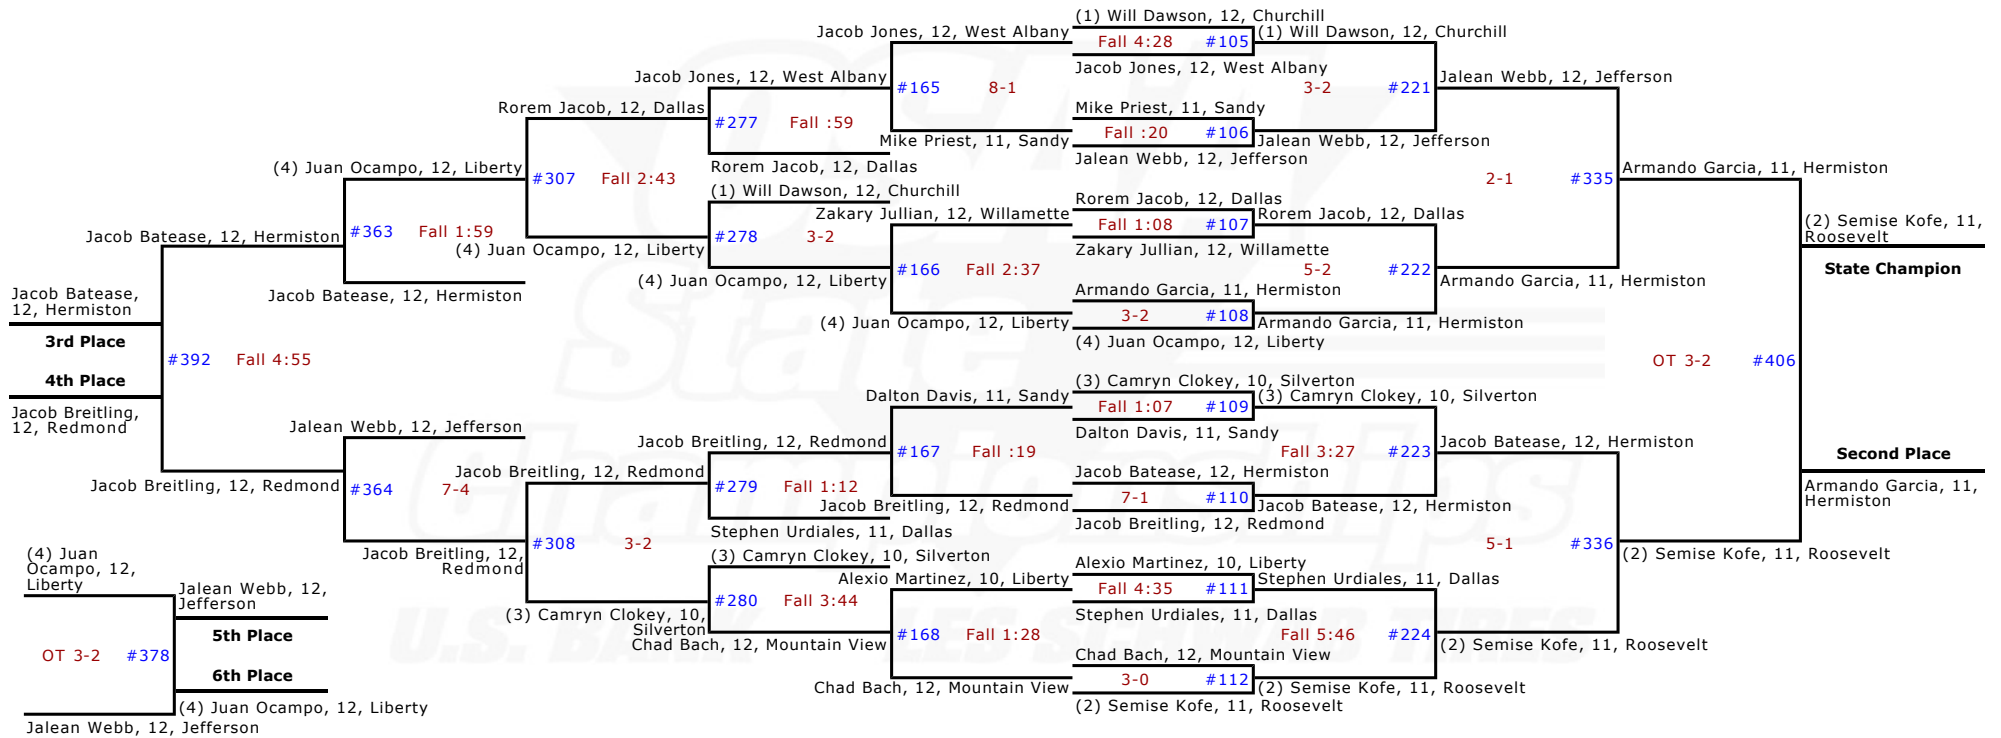 (1) Will Dawson, 12, Churchill
Jacob Jones, 12, West Albany
Fall 4:28 #105
(1) Will Dawson, 12, Churchill
Jacob Jones, 12, West Albany
Jacob Jones, 12, West Albany
#165 8-1
3-2 #221
Jalean Webb, 12, Jefferson
Rorem Jacob, 12, Dallas
Mike Priest, 11, Sandy
#277 Fall :59
Fall :20 #106
Mike Priest, 11, Sandy
Jalean Webb, 12, Jefferson
Jalean Webb, 12, Jefferson
(4) Juan Ocampo, 12, Liberty
Rorem Jacob, 12, Dallas
Armando Garcia, 11, Hermiston
#307 Fall 2:43
2-1 #335
(1) Will Dawson, 12, Churchill
Rorem Jacob, 12, Dallas
Zakary Jullian, 12, Willamette
Rorem Jacob, 12, Dallas
Fall 1:08 #107
(2) Semise Kofe, 11,
Roosevelt
#363 Fall 1:59
Jacob Batease, 12, Hermiston
#278 3-2
(4) Juan Ocampo, 12, Liberty
Zakary Jullian, 12, Willamette
#166 Fall 2:37
5-2 #222
State Champion
(4) Juan Ocampo, 12, Liberty
Armando Garcia, 11, Hermiston
Armando Garcia, 11, Hermiston
Jacob Batease, 12, Hermiston
Jacob Batease,
12, Hermiston
3-2 #108
(4) Juan Ocampo, 12, Liberty
Armando Garcia, 11, Hermiston
3rd Place
(4) Juan Ocampo, 12, Liberty
#392 Fall 4:55
OT 3-2 #406
4th Place
(3) Camryn Clokey, 10, Silverton
Dalton Davis, 11, Sandy
Fall 1:07 #109
(3) Camryn Clokey, 10, Silverton
Jacob Breitling,
12, Redmond
Jalean Webb, 12, Jefferson
Dalton Davis, 11, Sandy
Jacob Breitling, 12, Redmond
#167 Fall :19
Fall 3:27 #223
Jacob Batease, 12, Hermiston
Second Place
Jacob Breitling, 12, Redmond
Jacob Batease, 12, Hermiston
Jacob Breitling, 12, Redmond
#364 7-4
#279 Fall 1:12
7-1 #110
Armando Garcia, 11,
Hermiston
Jacob Breitling, 12, Redmond
Jacob Batease, 12, Hermiston
Jacob Breitling, 12, Redmond
Stephen Urdiales, 11, Dallas
#308 3-2
5-1 #336
Jacob Breitling, 12,
Redmond
(3) Camryn Clokey, 10, Silverton
(2) Semise Kofe, 11, Roosevelt
(4) Juan
Ocampo, 12,
Liberty
Alexio Martinez, 10, Liberty
Alexio Martinez, 10, Liberty
Stephen Urdiales, 11, Dallas
Fall 4:35 #111
Jalean Webb, 12,
Jefferson
#280 Fall 3:44
(3) Camryn Clokey, 10,
Silverton
Stephen Urdiales, 11, Dallas
5th Place
#168 Fall 1:28
Fall 5:46 #224
Chad Bach, 12, Mountain View
(2) Semise Kofe, 11, Roosevelt
OT 3-2 #378
Chad Bach, 12, Mountain View
6th Place
3-0 #112
Chad Bach, 12, Mountain View
(2) Semise Kofe, 11, Roosevelt
(4) Juan Ocampo, 12, Liberty
(2) Semise Kofe, 11, Roosevelt
Jalean Webb, 12, Jefferson
OSAA
State
Championships
U.S. BANK LES SCHWAB TIRES